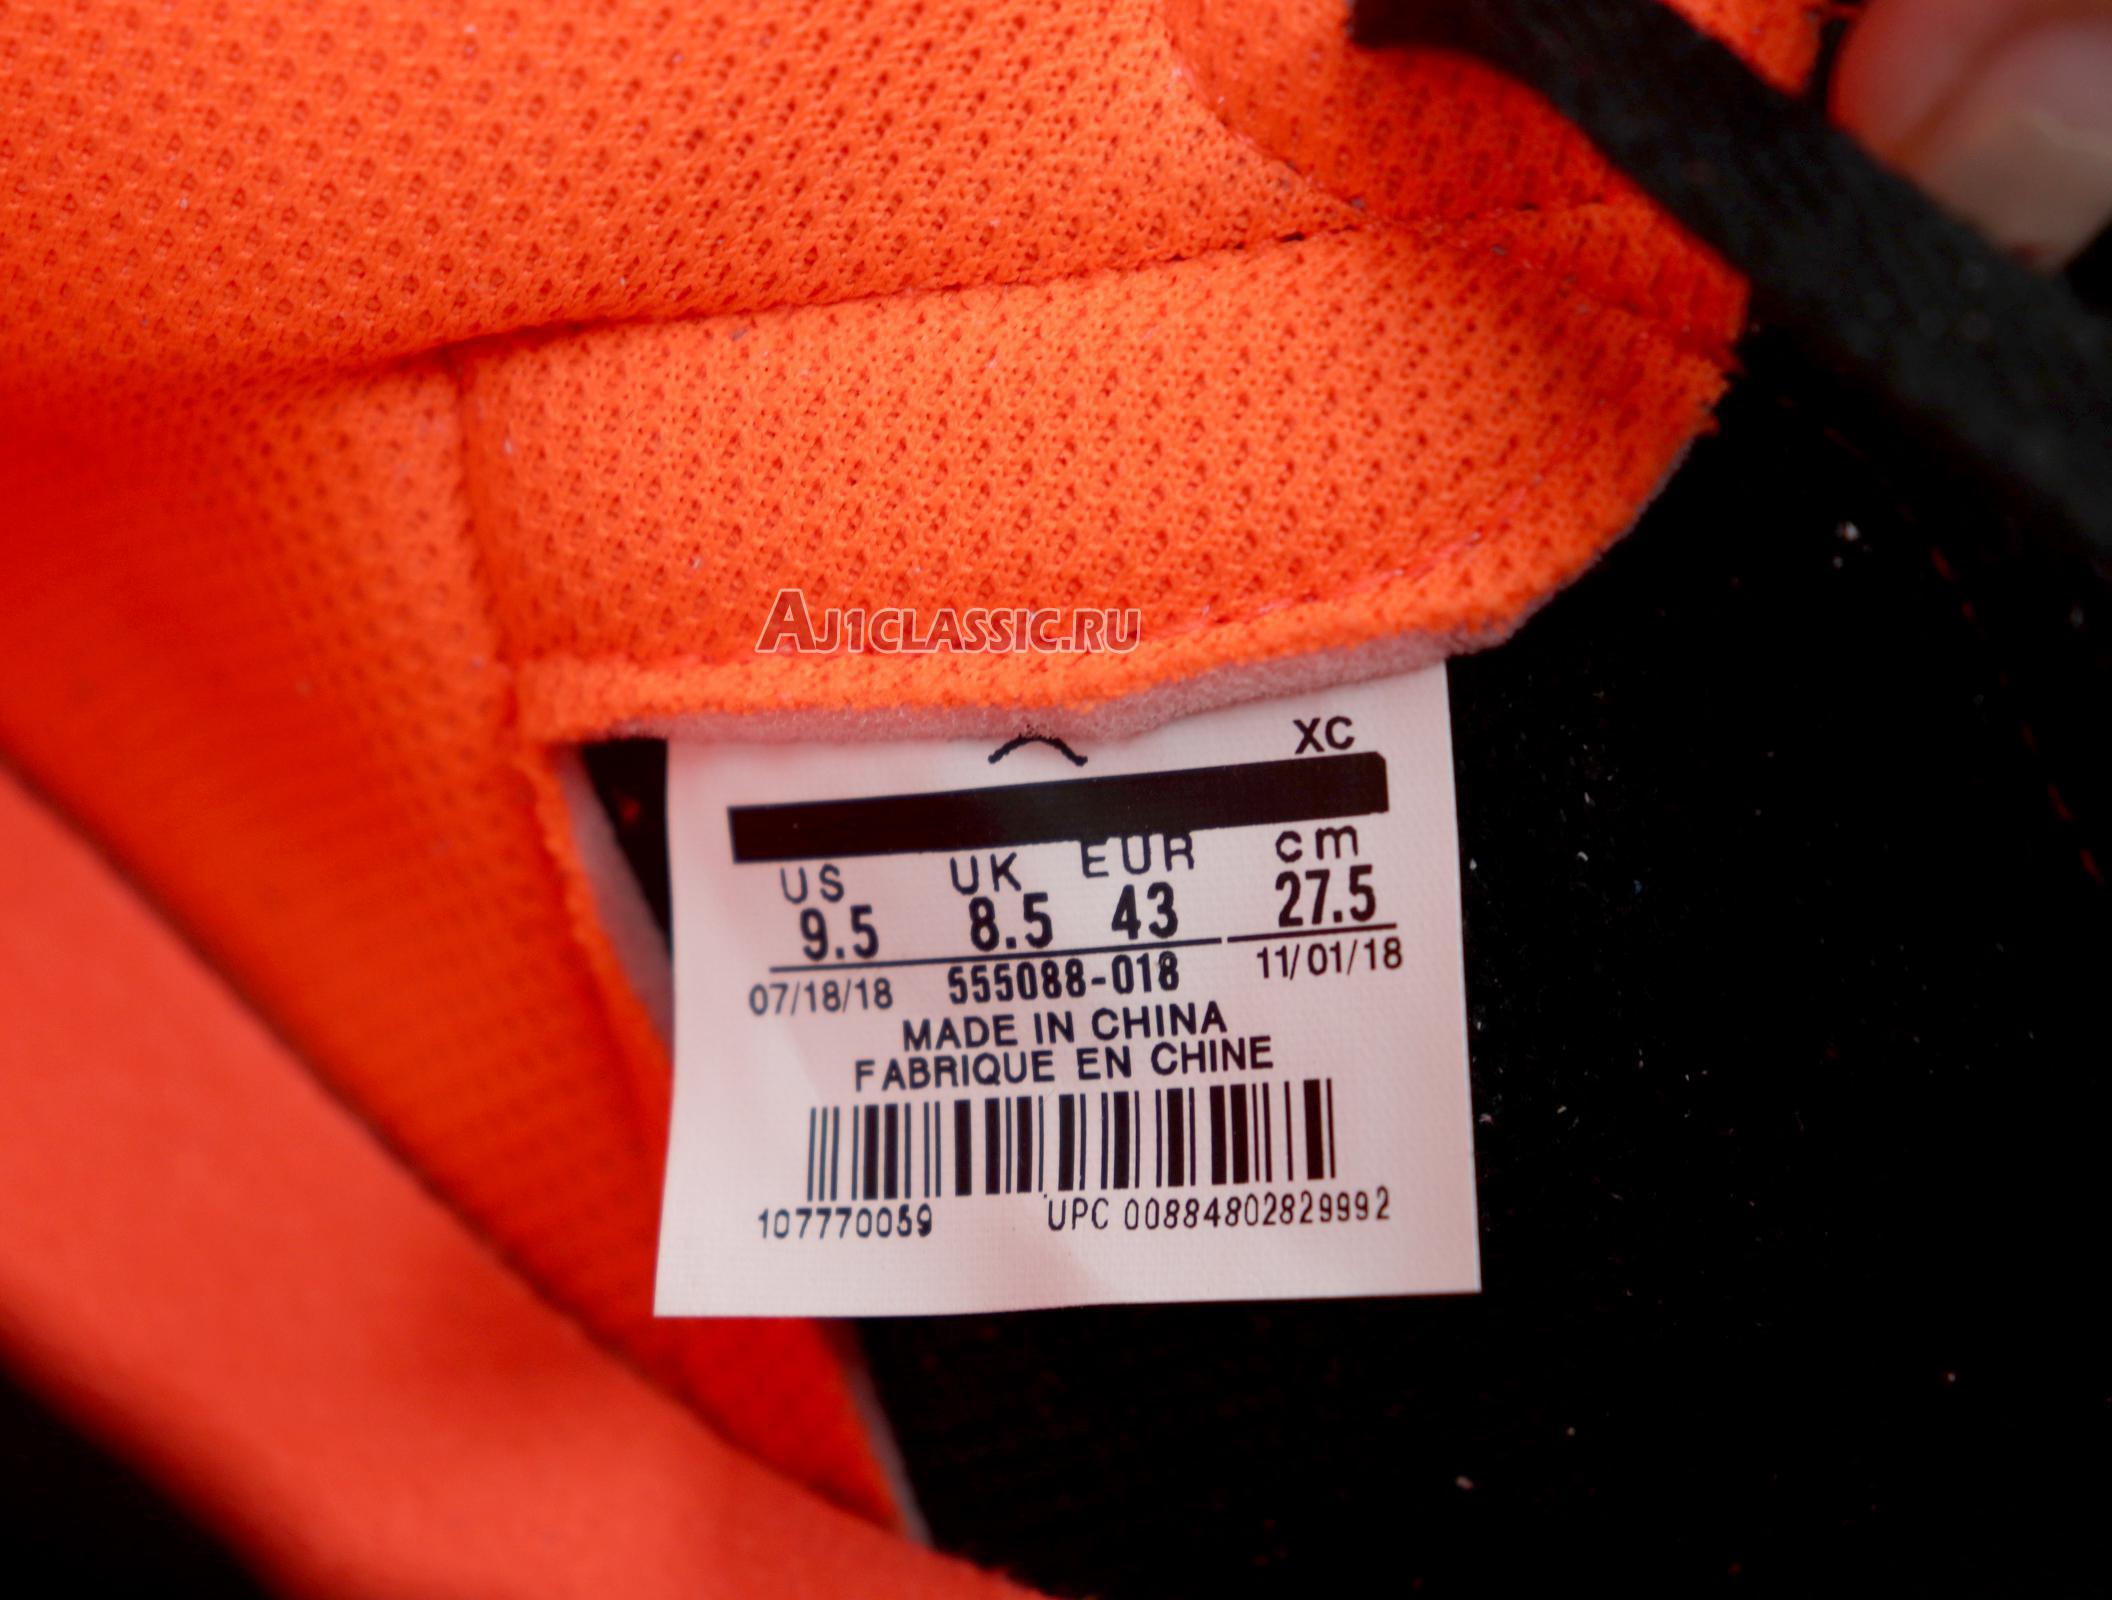 AJ1CLASSIC.RU
XC
US UK EUR cm
9.5 8.5 43 27.5
07/18/18 555088-018 11/01/18
MADE IN CHINA
FABRIQUE EN CHINE
107770059 UPC 00884802829992